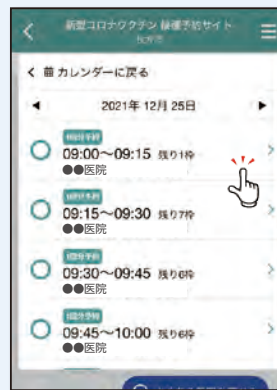 新型コロナワクチン 接種予約サイト
カレンダーに戻る
2021年 12月 25日
09:00〜09:15 残り1枠
●●医院
09:15〜09:30 残り7枠
●●医院
09:30〜09:45 残り6枠
●●医院
09:45〜10:00 残り6枠
●●医院